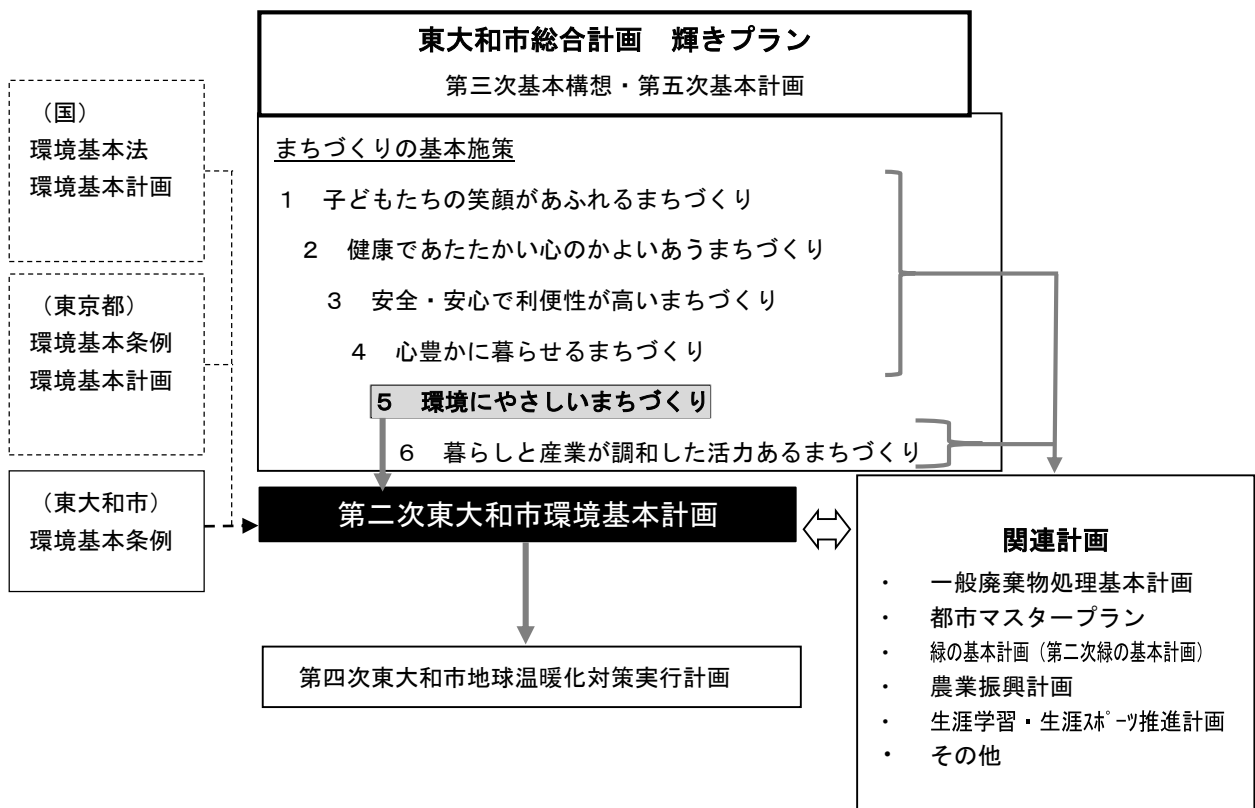 東大和市総合計画　輝きプラン
第三次基本構想・第五次基本計画
（国）
環境基本法
環境基本計画
（東京都）
環境基本条例
環境基本計画
（東大和市）
環境基本条例
まちづくりの基本施策
１　子どもたちの笑顔があふれるまちづくり
２　健康であたたかい心のかよいあうまちづくり
３　安全・安心で利便性が高いまちづくり
４　心豊かに暮らせるまちづくり
５　環境にやさしいまちづくり
６　暮らしと産業が調和した活力あるまちづくり
第二次東大和市環境基本計画
第四次東大和市地球温暖化対策実行計画
関連計画
・　一般廃棄物処理基本計画
・　都市マスタープラン
・　緑の基本計画（第二次緑の基本計画）
・　農業振興計画
・　生涯学習・生涯ｽﾎﾟｰﾂ推進計画
・　その他